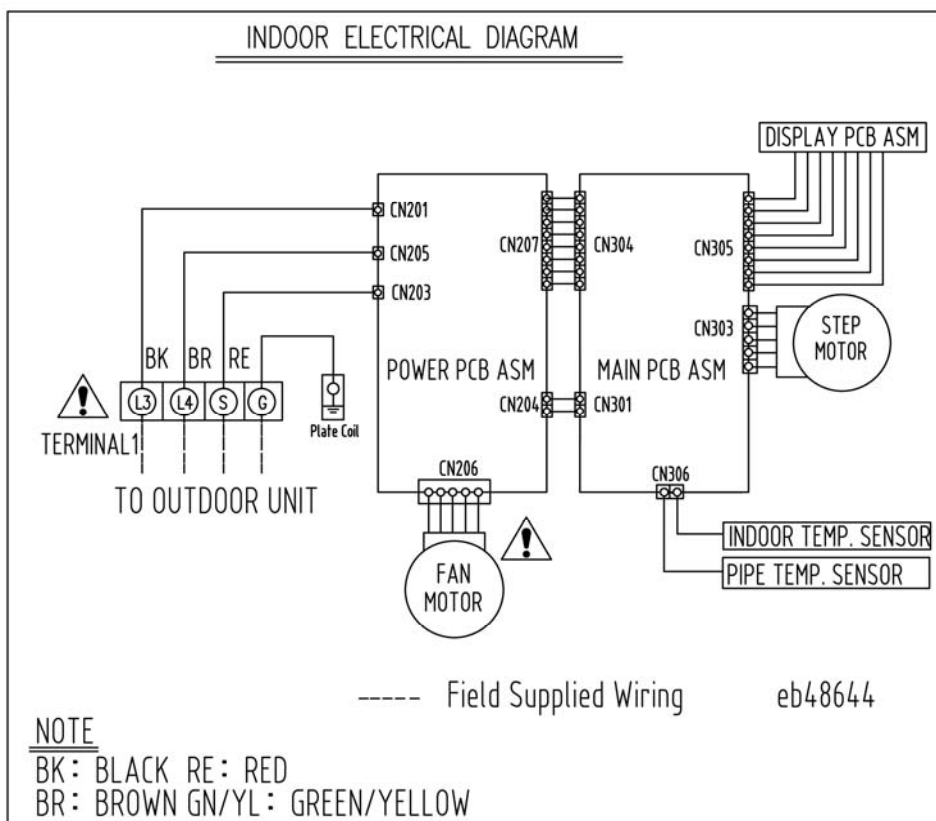 INDOOR ELECTRICAL DIAGRAM
DISPLAY PCB ASM
CN201
CN205
CN203
CN207
CN304
CN305
CN303
STEP
MOTOR
BK BR RE
POWER PCB ASM
MAIN PCB ASM
L3 L4 S G
Plate Coil
CN204
CN301
TERMINAL1
TO OUTDOOR UNIT
CN206
CN306
FAN
MOTOR
INDOOR TEMP. SENSOR
PIPE TEMP. SENSOR
----- Field Supplied Wiring
eb48644
NOTE
BK: BLACK RE: RED
BR: BROWN GN/YL: GREEN/YELLOW